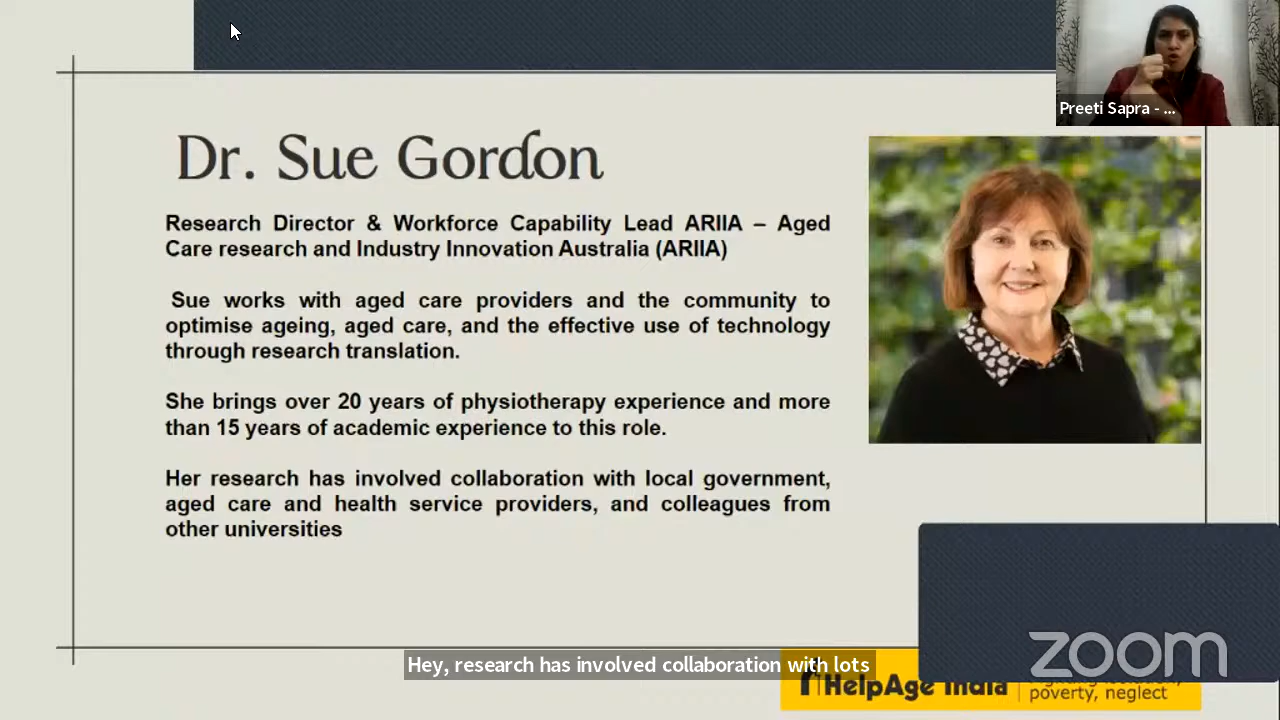 Preeti Sapra - ...
Dr. Sue Gordon
Research Director & Workforce Capability Lead ARIIA – Aged
Care research and Industry Innovation Australia (ARIIA)
Sue works with aged care providers and the community to
optimise ageing, aged care, and the effective use of technology
through research translation.
She brings over 20 years of physiotherapy experience and more
than 15 years of academic experience to this role.
Her research has involved collaboration with local government,
aged care and health service providers, and colleagues from
other universities
zoom
Hey, research has involved collaboration with lots
HelpAge India
poverty, neglect